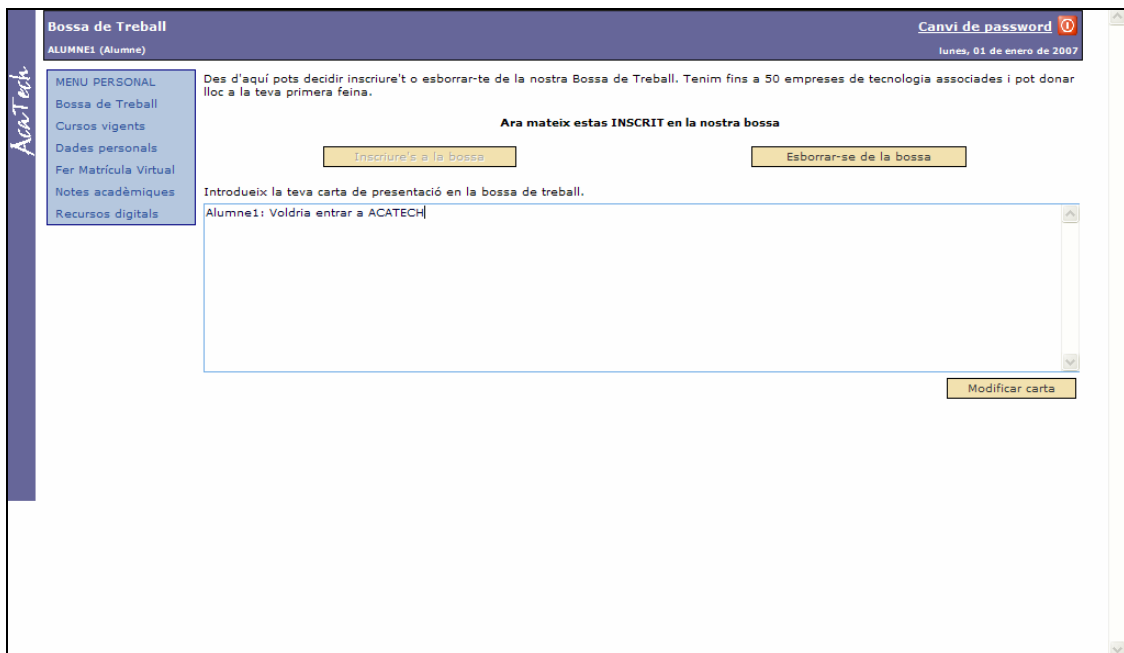 Bossa de Treball
Canvi de password
ALUMNE1 (Alumne)
lunes, 01 de enero de 2007
AcaTech
MENU PERSONAL
Bossa de Treball
Cursos vigents
Dades personals
Fer Matrícula Virtual
Notes acadèmiques
Recursos digitals
Des d'aquí pots decidir inscriure't o esborrar-te de la nostra Bossa de Treball. Tenim fins a 50 empreses de tecnologia associades i pot donar
lloc a la teva primera feina.
Ara mateix estas INSCRIT en la nostra bossa
Inscriure's a la bossa
Esborrar-se de la bossa
Introdueix la teva carta de presentació en la bossa de treball.
Alumne1: Voldria entrar a ACATECH
Modificar carta